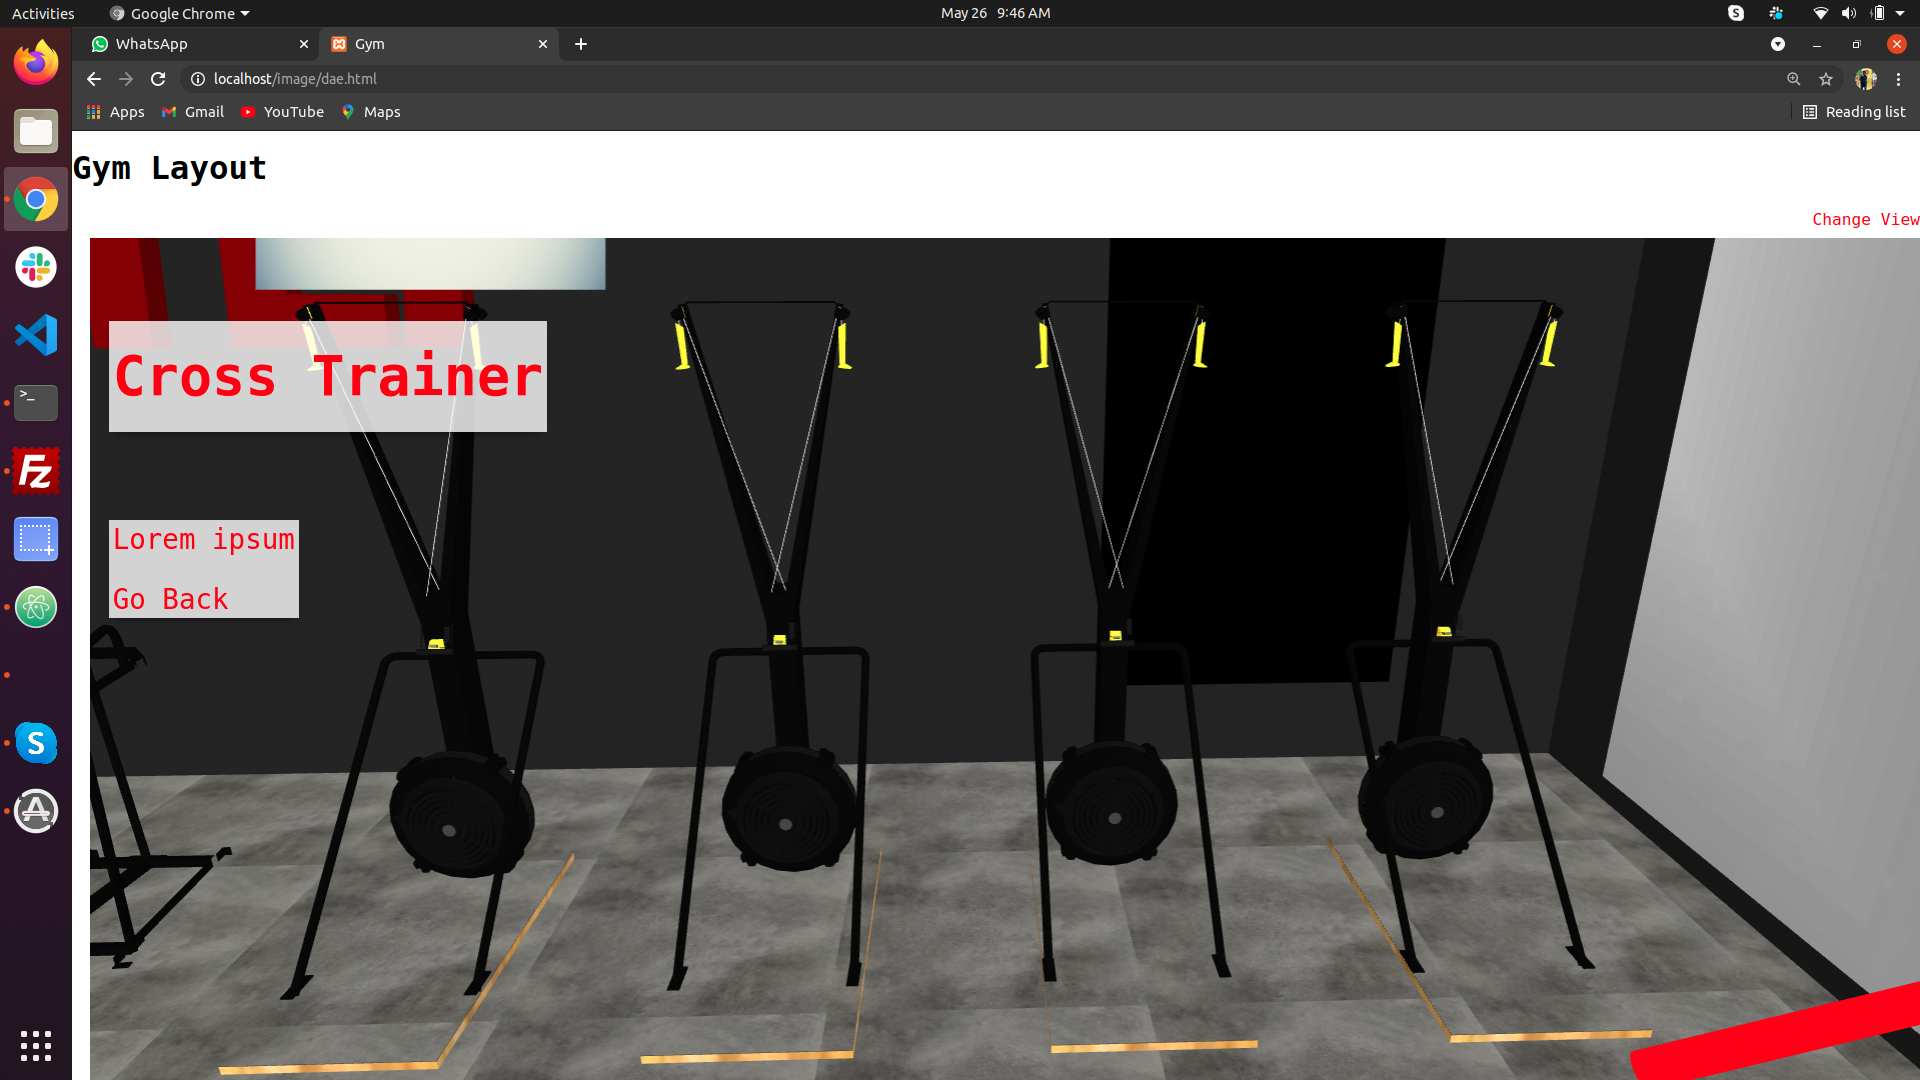 Activities
Google Chrome
May 26 9:46 AM
WhatsApp
Gym
localhost/image/dae.html
Apps
Gmail
YouTube
Maps
Reading list
Gym Layout
Change View
Cross Trainer
Lorem ipsum
Go Back